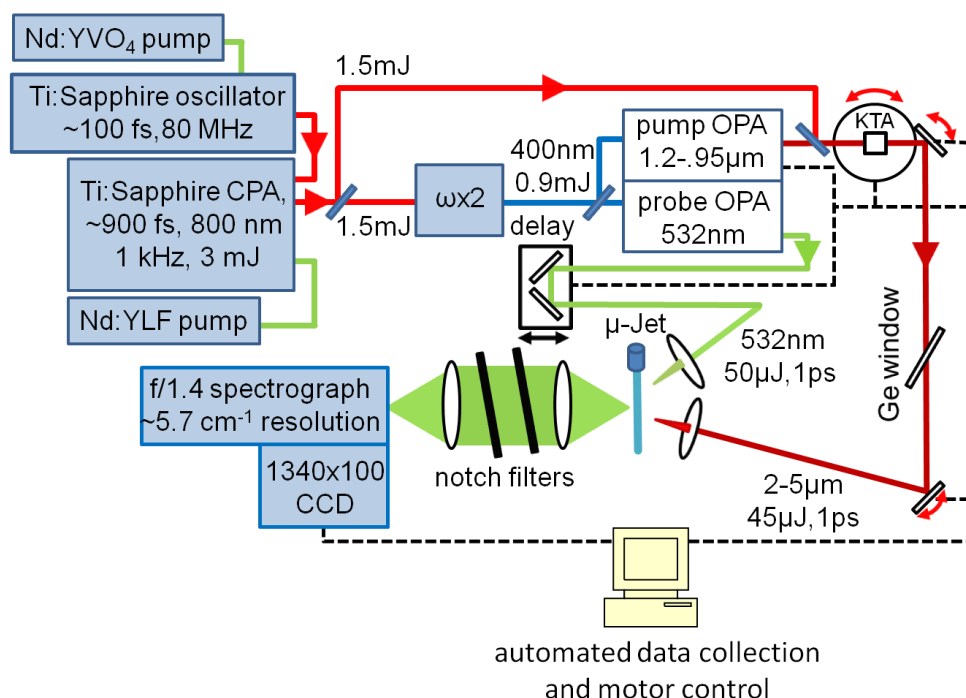 Nd:YVO₄ pump
Ti:Sapphire oscillator
~100 fs,80 MHz
Ti:Sapphire CPA,
~900 fs, 800 nm
1 kHz, 3 mJ
Nd:YLF pump
1.5mJ
1.5mJ
ωx2
400nm
0.9mJ
delay
pump OPA
1.2-.95μm
probe OPA
532nm
KTA
Ge window
μ-Jet
532nm
50μJ,1ps
f/1.4 spectrograph
~5.7 cm⁻¹ resolution
1340x100
CCD
notch filters
2-5μm
45μJ,1ps
automated data collection
and motor control